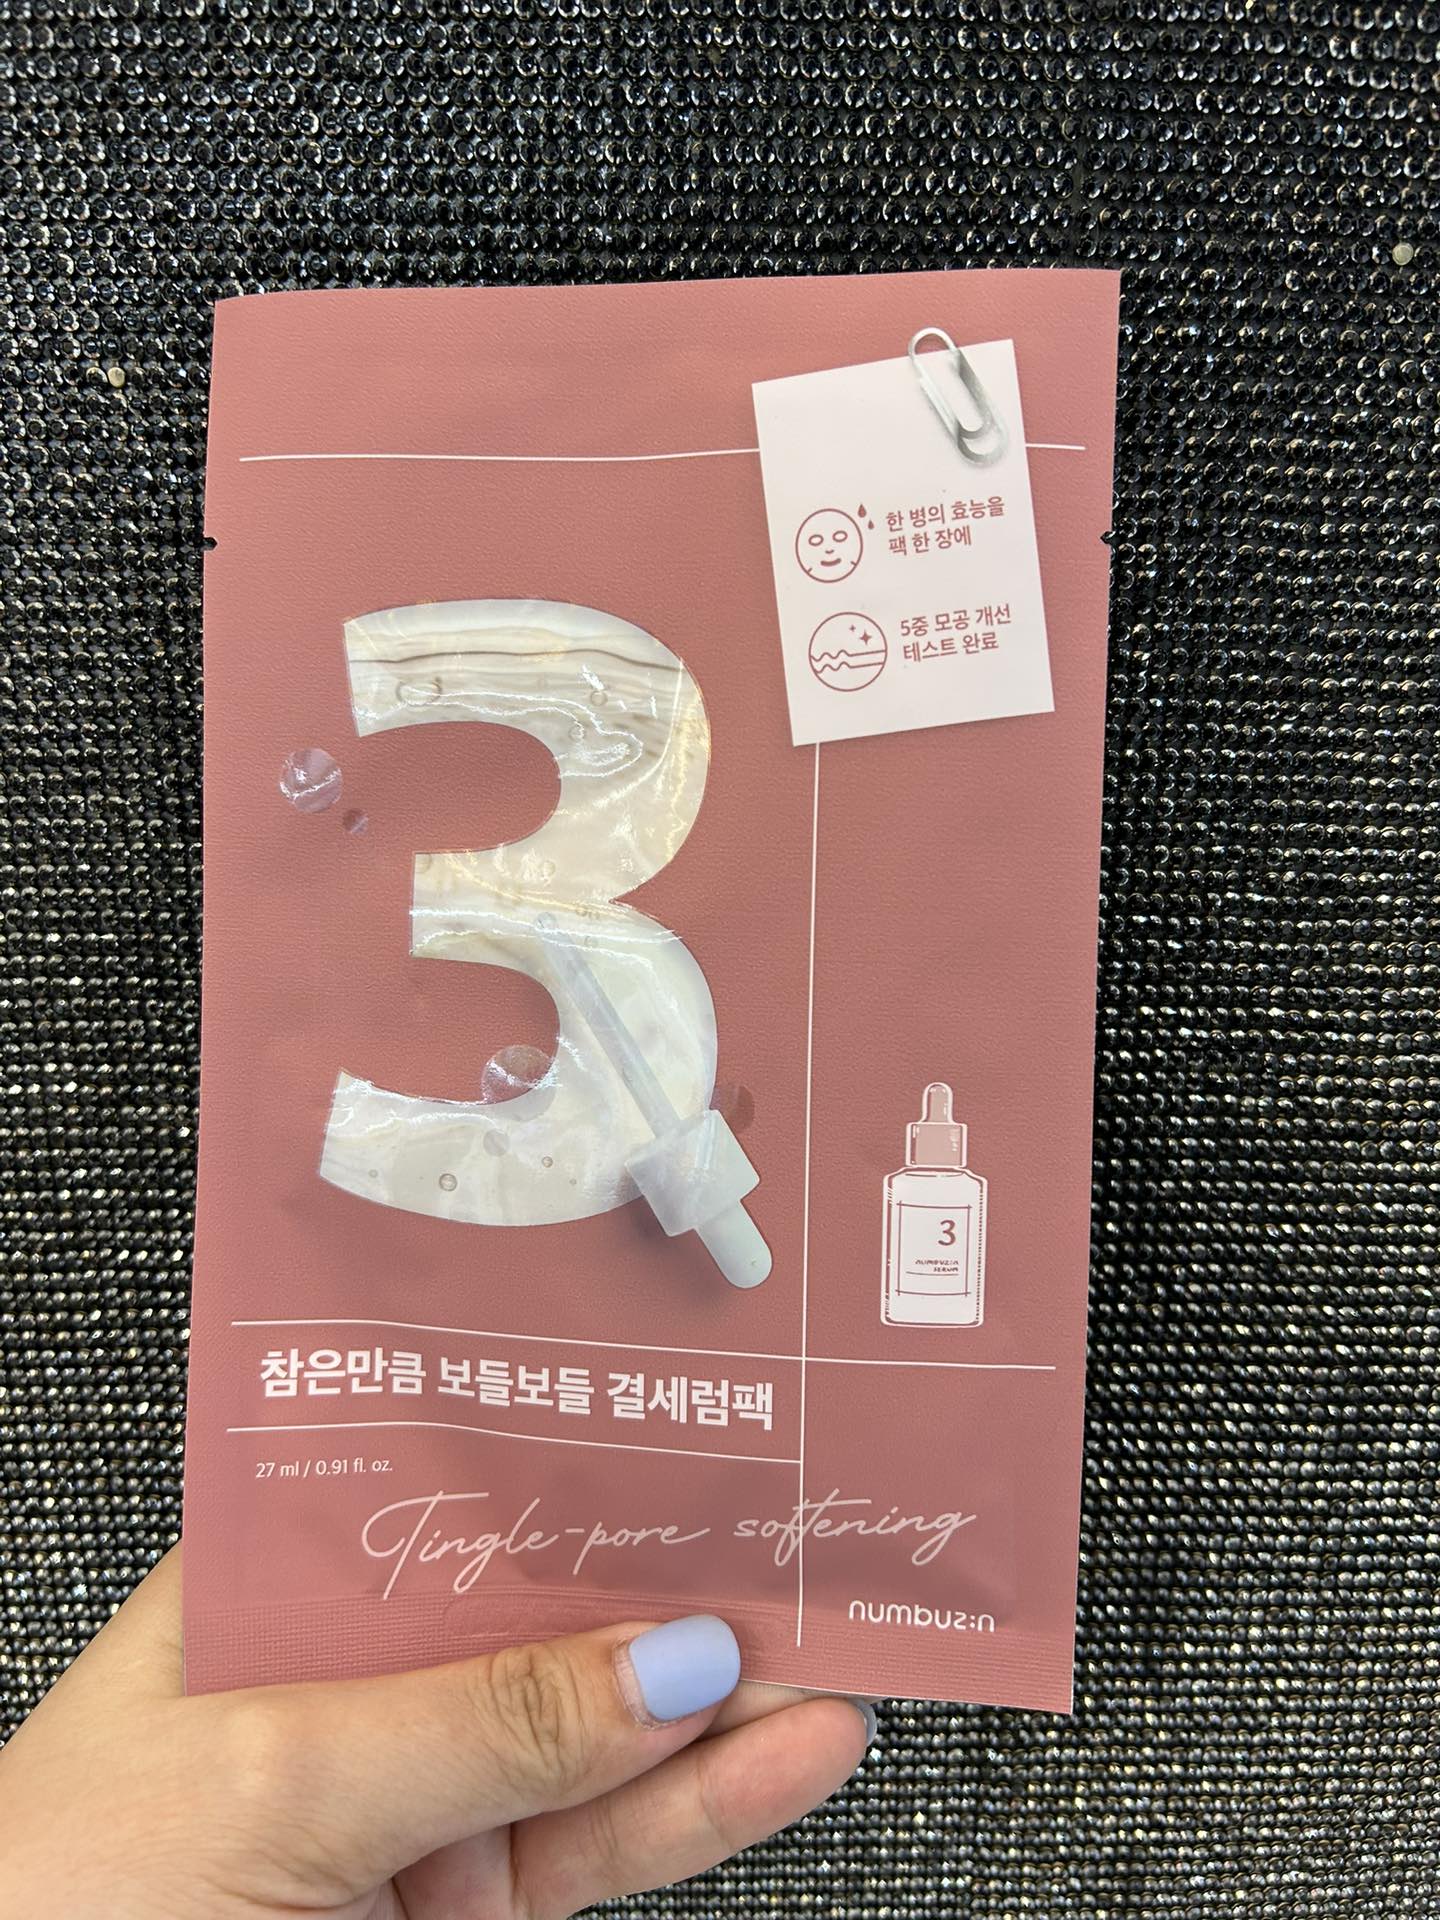 한 병의 효능을
팩 한 장에
5중 모공 개선
테스트 완료
3
3
numbuz:n
SERUM
참은만큼 보들보들 결세럼팩
27 ml / 0.91 fl. oz.
Tingle-pore softening
numbuz:n